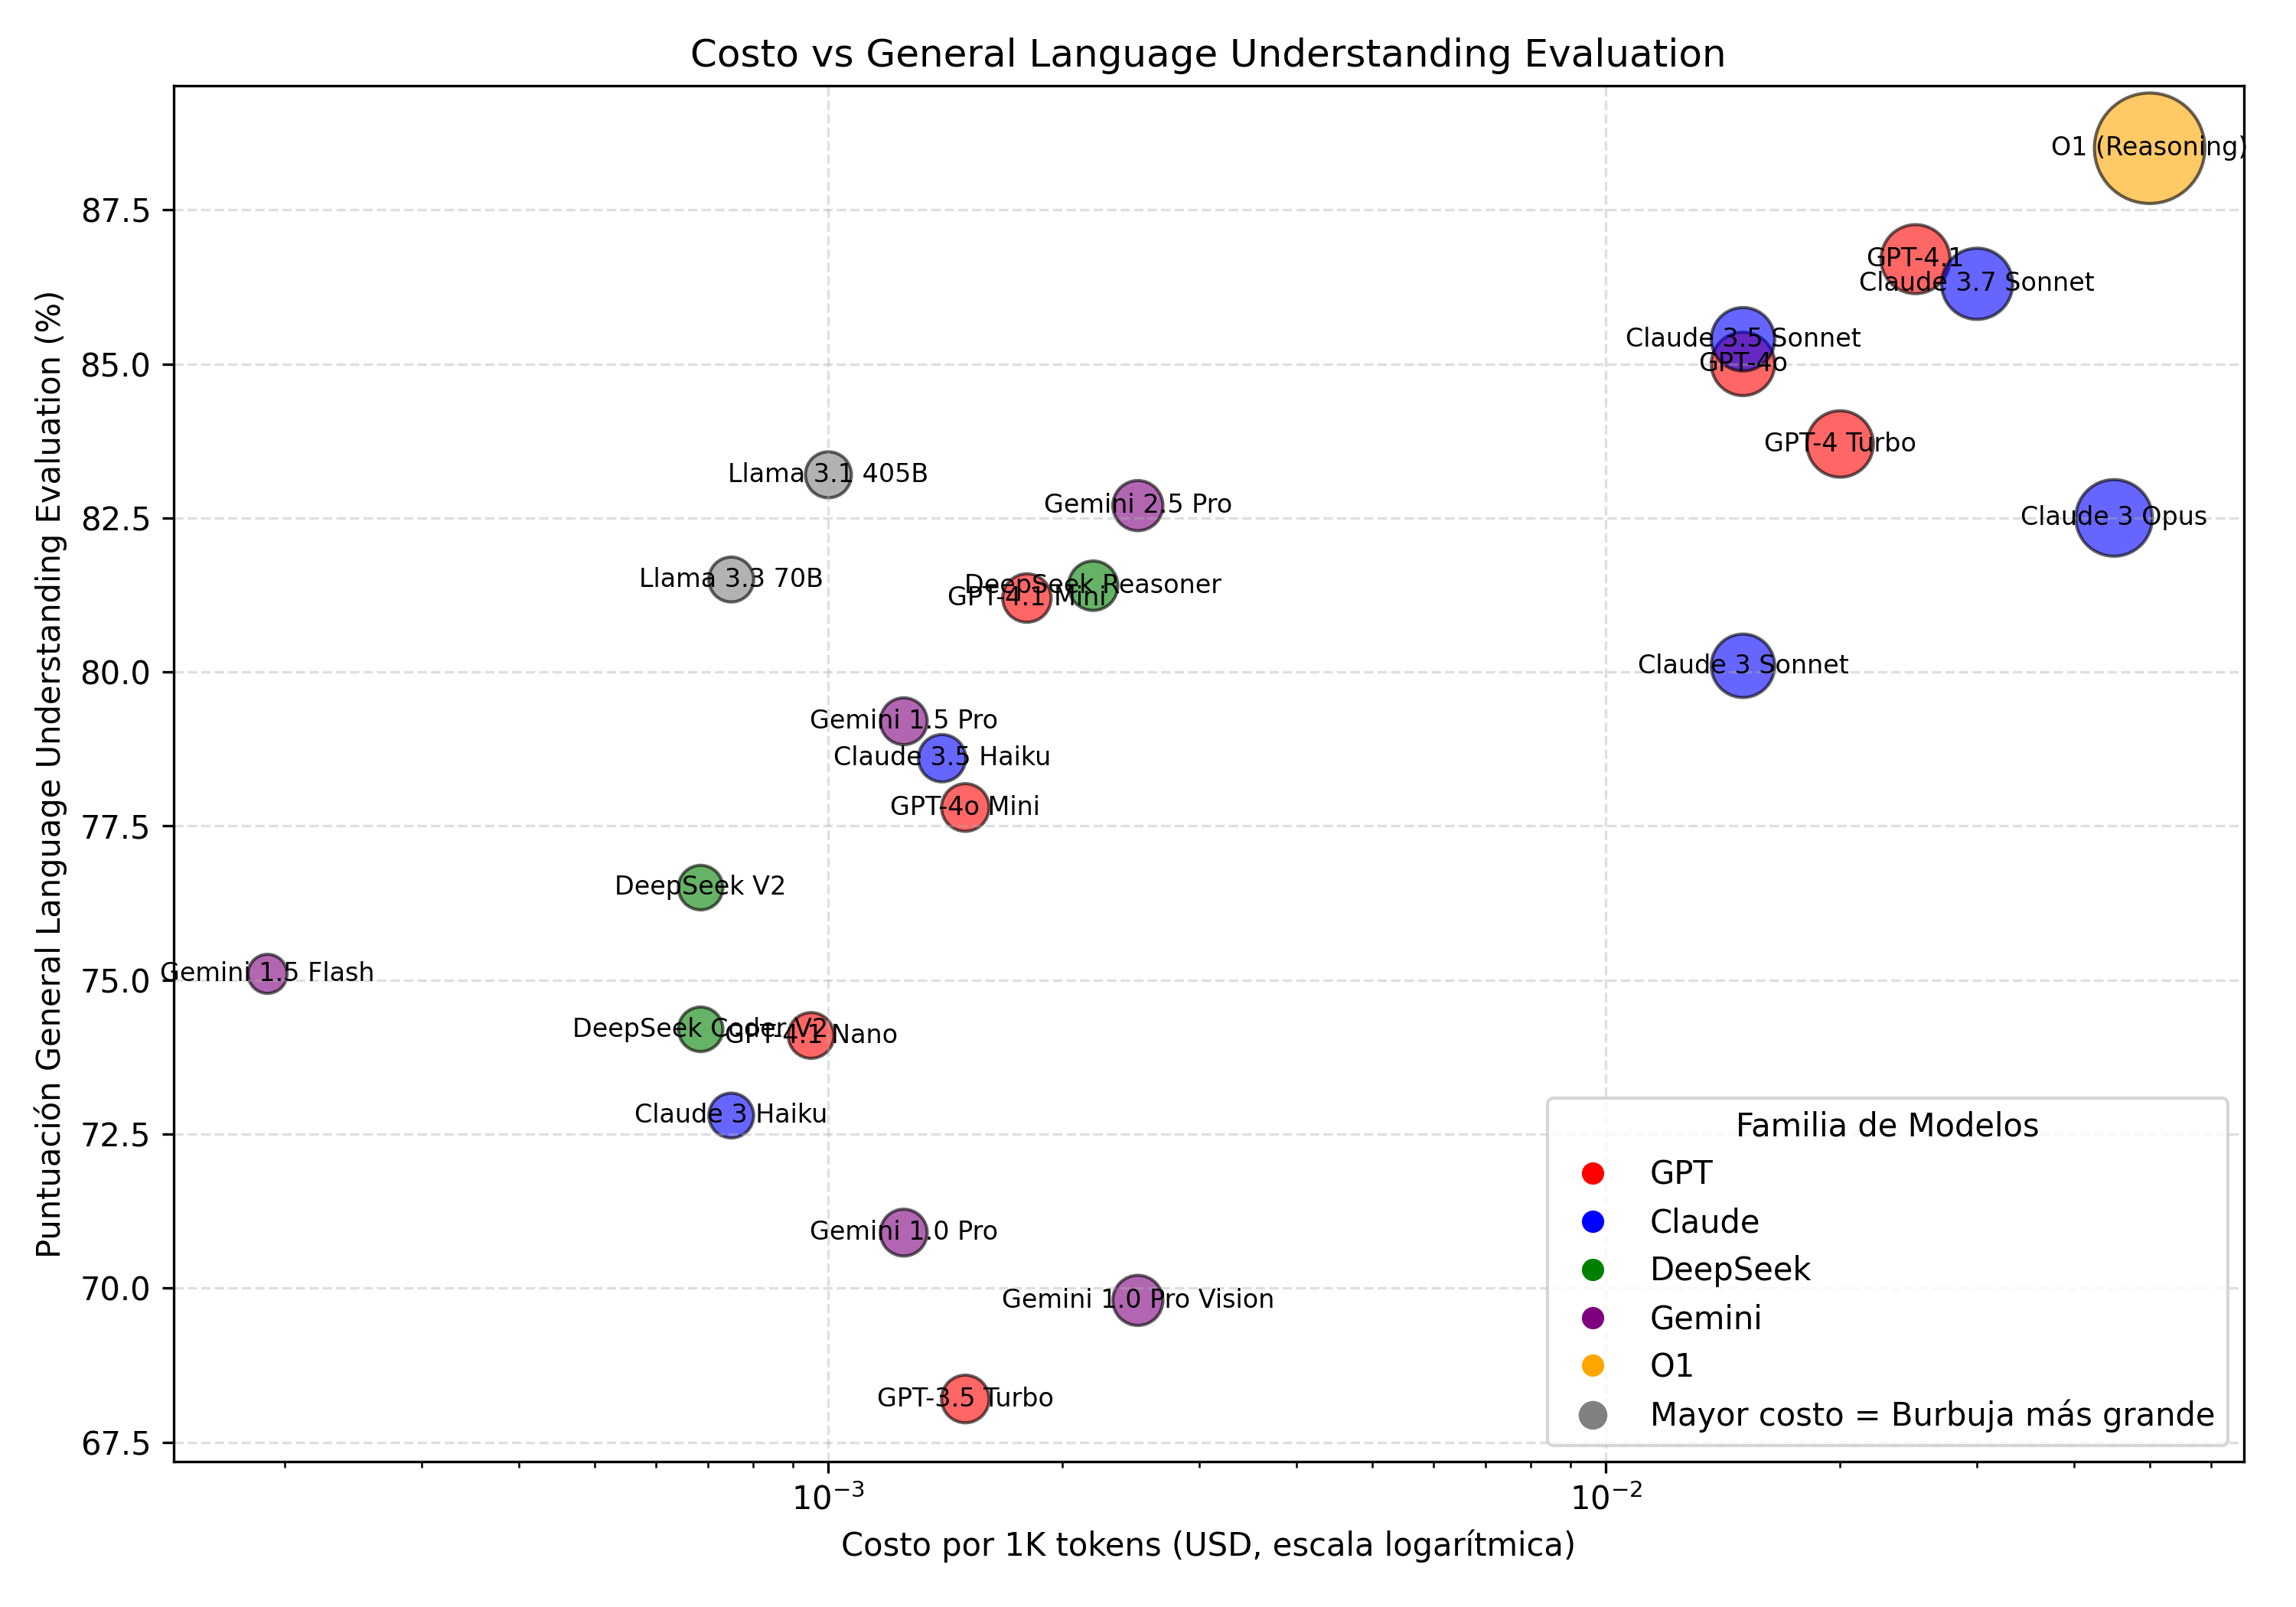 Costo vs General Language Understanding Evaluation
Puntuación General Language Understanding Evaluation (%)
87.5
85.0
82.5
80.0
77.5
75.0
72.5
70.0
67.5
O1 (Reasoning)
GPT-4.1
Claude 3.7 Sonnet
Claude 3.5 Sonnet
GPT-4o
GPT-4 Turbo
Llama 3.1 405B
Gemini 2.5 Pro
Claude 3 Opus
Llama 3.3 70B
DeepSeek Reasoner
GPT-4.1 Mini
Claude 3 Sonnet
Gemini 1.5 Pro
Claude 3.5 Haiku
GPT-4o Mini
DeepSeek V2
Gemini 1.5 Flash
DeepSeek Coder V2
GPT-4.1 Nano
Claude 3 Haiku
Gemini 1.0 Pro
Gemini 1.0 Pro Vision
GPT-3.5 Turbo
Familia de Modelos
GPT
Claude
DeepSeek
Gemini
O1
Mayor costo = Burbuja más grande
10⁻³
10⁻²
Costo por 1K tokens (USD, escala logarítmica)